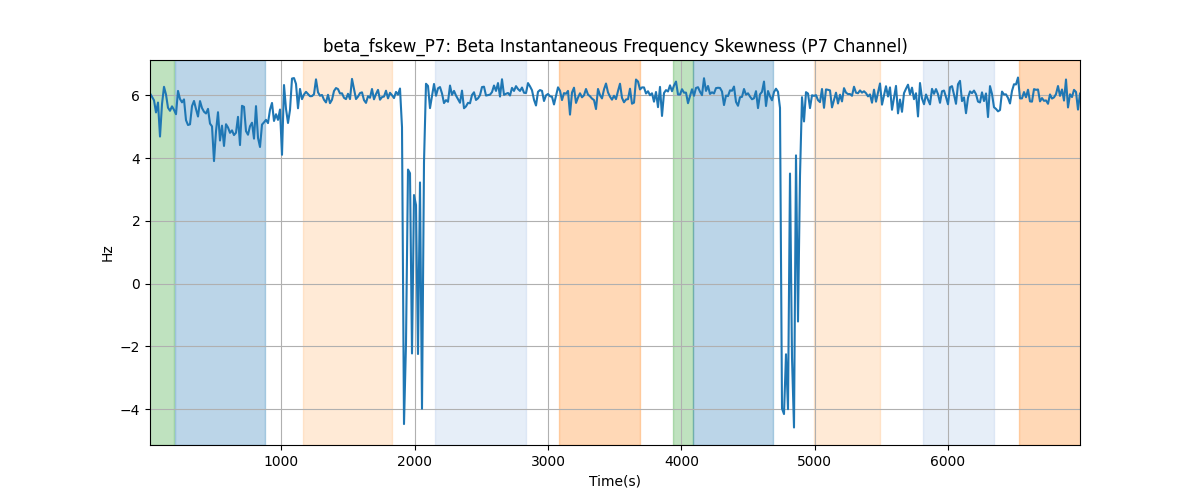 beta_fskew_P7: Beta Instantaneous Frequency Skewness (P7 Channel)
6
4
2
0
−2
−4
Hz
1000 2000 3000 4000 5000 6000
Time(s)